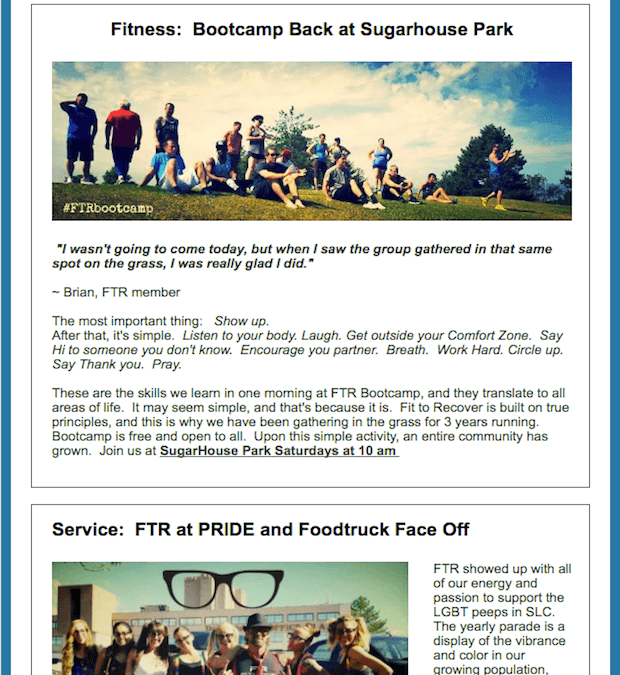 Fitness:  Bootcamp Back at Sugarhouse Park
#FTRbootcamp
"I wasn't going to come today, but when I saw the group gathered in that same
spot on the grass, I was really glad I did."
~ Brian, FTR member
The most important thing:   Show up.
After that, it's simple.  Listen to your body. Laugh. Get outside your Comfort Zone.  Say
Hi to someone you don't know.  Encourage you partner.  Breath.  Work Hard. Circle up.
Say Thank you.  Pray.
These are the skills we learn in one morning at FTR Bootcamp, and they translate to all
areas of life.  It may seem simple, and that's because it is.  Fit to Recover is built on true
principles, and this is why we have been gathering in the grass for 3 years running.
Bootcamp is free and open to all.  Upon this simple activity, an entire community has
grown.  Join us at SugarHouse Park Saturdays at 10 am
Service:  FTR at PRIDE and Foodtruck Face Off
FTR showed up with all
of our energy and
passion to support the
LGBT peeps in SLC.
The yearly parade is a
display of the vibrance
and color in our
growing population,